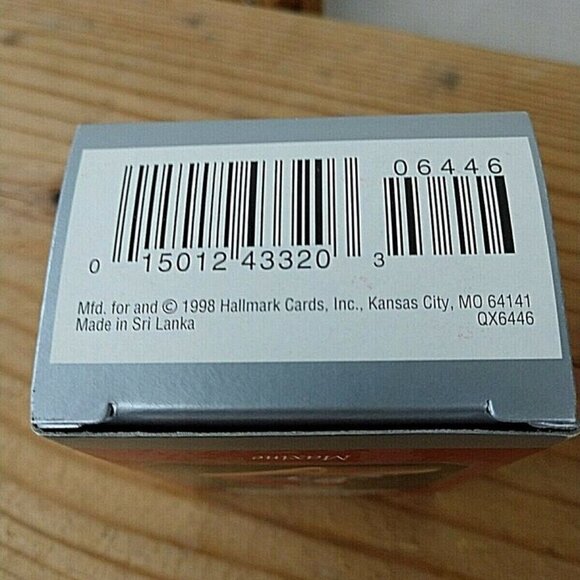 06446
0 15012 43320 3
Mfd. for and © 1998 Hallmark Cards, Inc., Kansas City, MO 64141
Made in Sri Lanka QX6446
Maxine